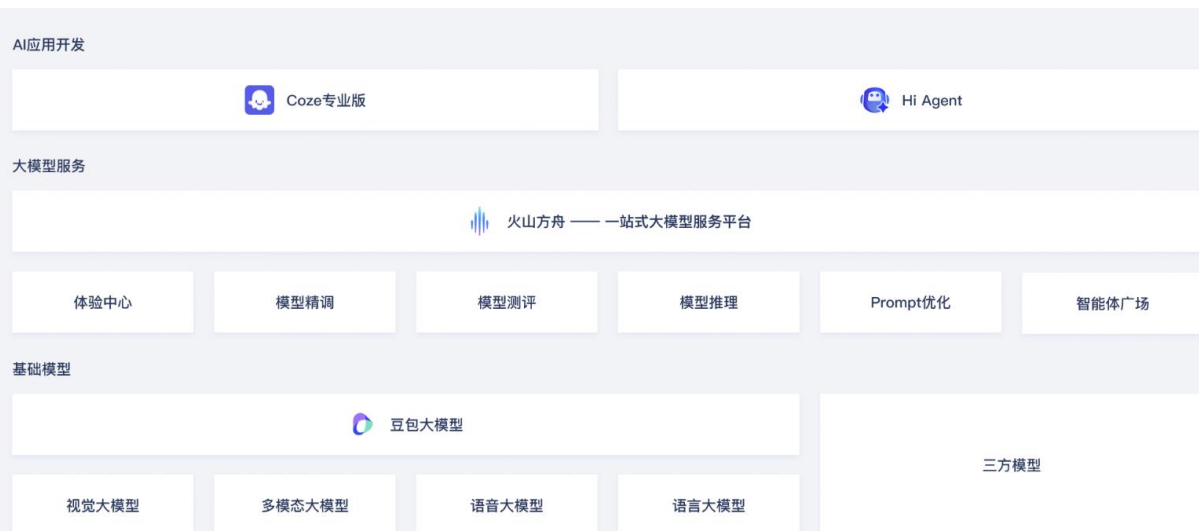 AI应用开发
Coze专业版
Hi Agent
大模型服务
火山方舟 —— 一站式大模型服务平台
体验中心
模型精调
模型测评
模型推理
Prompt优化
智能体广场
基础模型
豆包大模型
三方模型
视觉大模型
多模态大模型
语音大模型
语言大模型